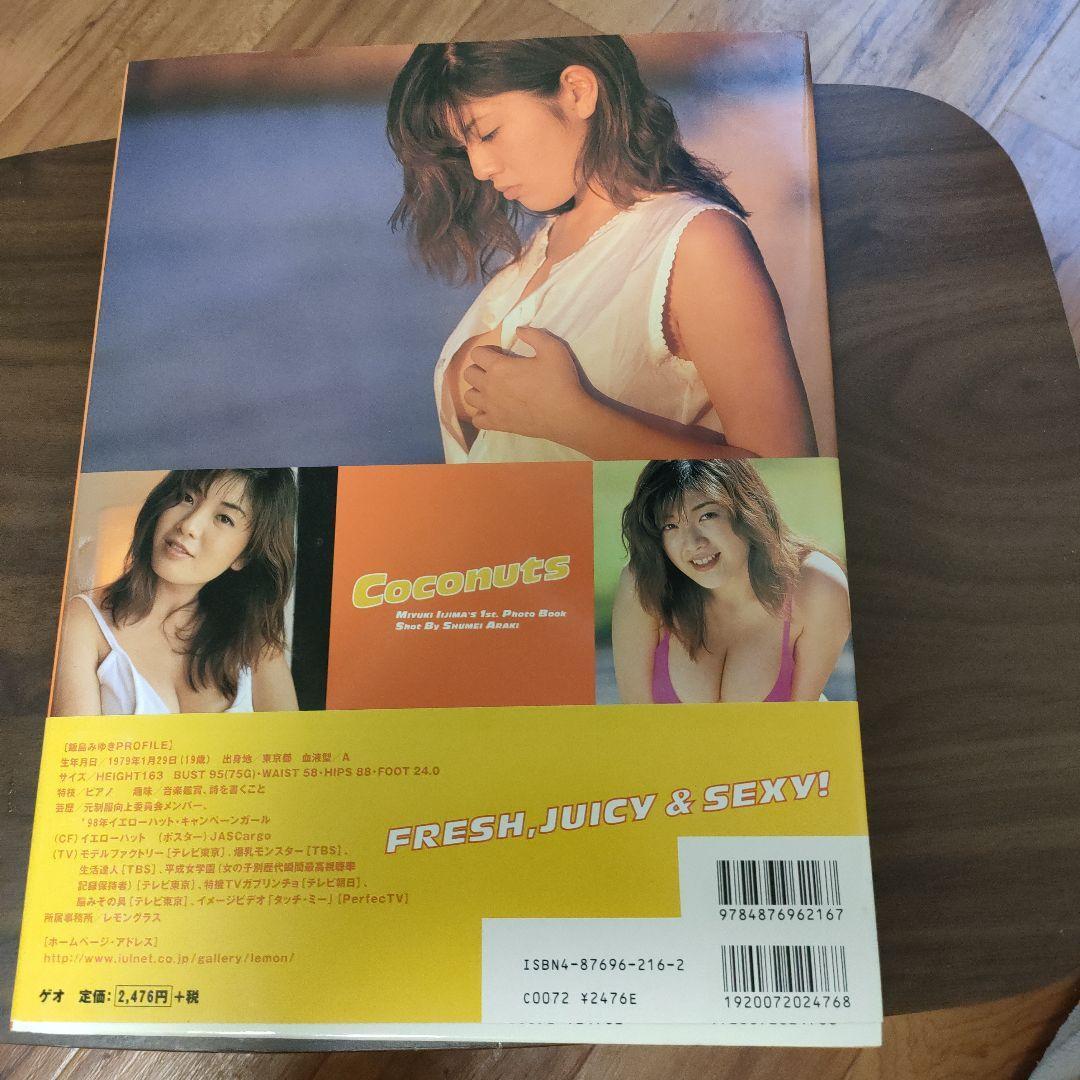 Coconuts
MIYUKI IIJIMA'S 1ST. PHOTO BOOK
SHOT BY SHUMEI ARAKI
[飯島みゆきPROFILE]
生年月日/1979年1月29日(19歳) 出身地/東京都 血液型/A
サイズ/HEIGHT163 BUST 95(75G)・WAIST 58・HIPS 88・FOOT 24.0
特技/ピアノ 趣味/音楽鑑賞、詩を書くこと
芸歴/元制服向上委員会メンバー、
'98年イエローハット・キャンペーンガール
(CF)イエローハット (ポスター)JASCargo
(TV)モデルファクトリー[テレビ東京]、爆乳モンスター[TBS]、
生活達人[TBS]、平成女学園(女の子別歴代瞬間最高視聴率
記録保持者)[テレビ東京]、特捜TVガブリンチョ[テレビ朝日]、
脳みその具[テレビ東京]、イメージビデオ「タッチ・ミー」[PerfecTV]
所属事務所/レモングラス
[ホームページ・アドレス]
http://www.iulnet.co.jp/gallery/lemon/
ゲオ 定価:2,476円+税
FRESH, JUICY & SEXY!
9784876962167
ISBN4-87696-216-2
C0072 ¥2476E
1920072024768